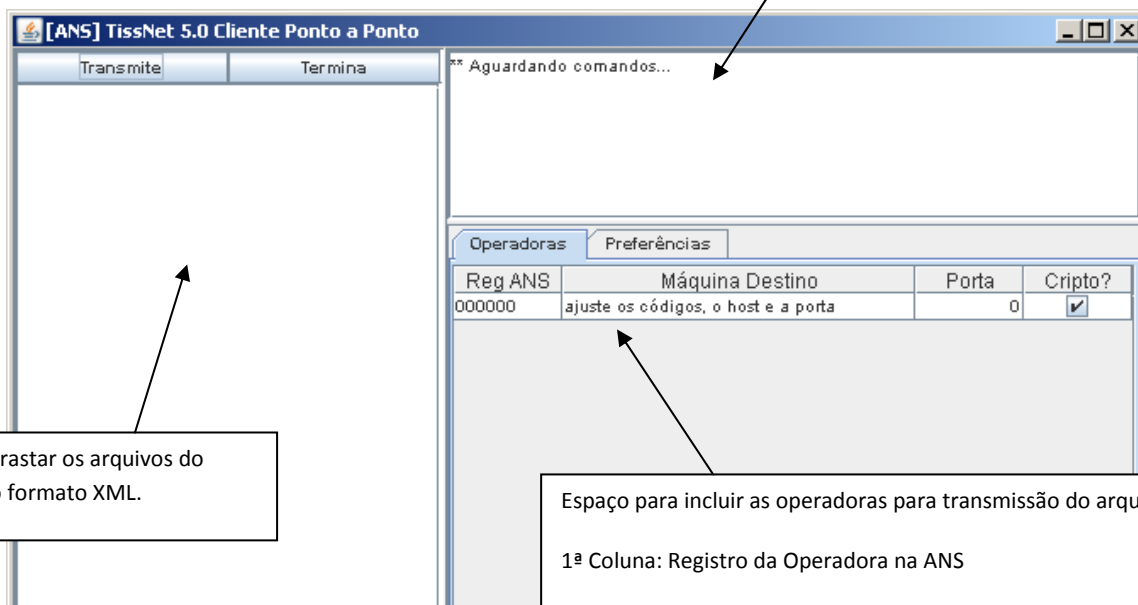 [ANS] TissNet 5.0 Cliente Ponto a Ponto
Transmite
Termina
** Aguardando comandos...
Operadoras
Preferências
Reg ANS
Máquina Destino
Porta
Cripto?
000000
ajuste os códigos, o host e a porta
0
rastar os arquivos do
formato XML.
Espaço para incluir as operadoras para transmissão do arqu
1ª Coluna: Registro da Operadora na ANS